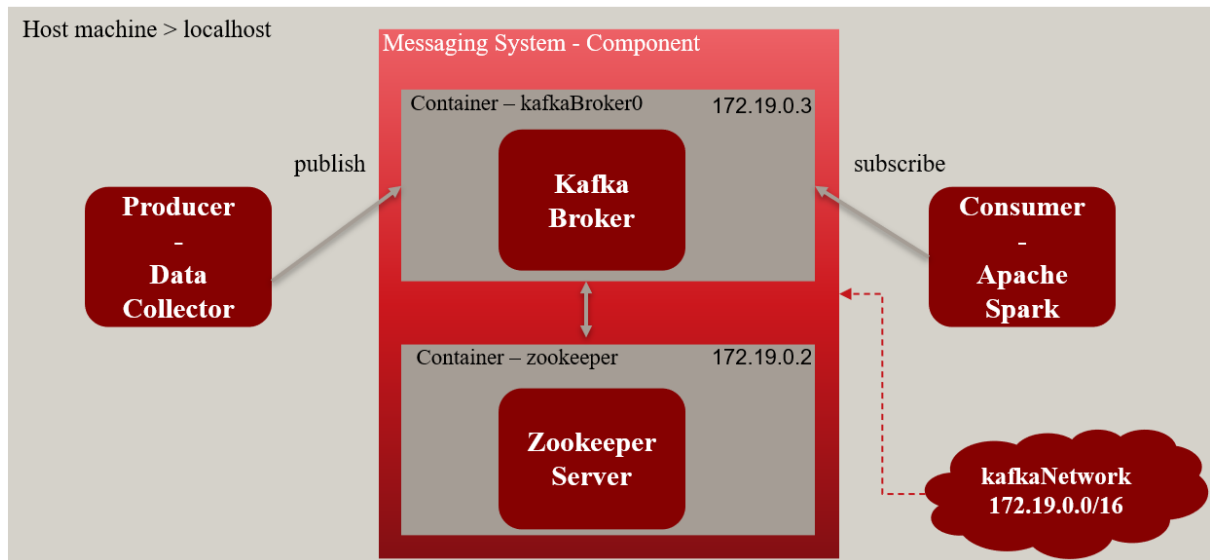 Host machine > localhost
Messaging System - Component
Container – kafkaBroker0
172.19.0.3
publish
subscribe
Producer
-
Data
Collector
Kafka
Broker
Consumer
-
Apache
Spark
Container – zookeeper
172.19.0.2
Zookeeper
Server
kafkaNetwork
172.19.0.0/16